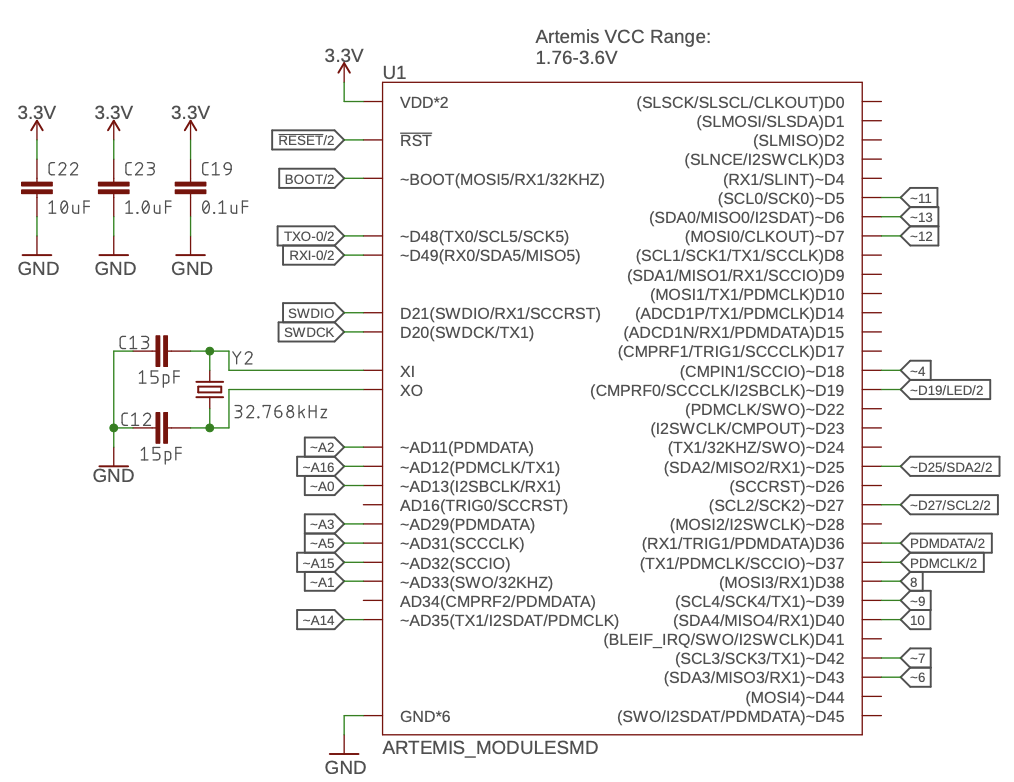 Artemis VCC Range:
1.76-3.6V
3.3V
U1
3.3V 3.3V 3.3V
C22 C23 C19
10uF 1.0uF 0.1uF
GND GND GND
C13
15pF
Y2
32.768kHz
C12
15pF
GND
VDD*2
RESET/2 RST
BOOT/2 ~BOOT(MOSI5/RX1/32KHZ)
TXO-0/2 ~D48(TX0/SCL5/SCK5)
RXI-0/2 ~D49(RX0/SDA5/MISO5)
SWDIO D21(SWDIO/RX1/SCCRST)
SWDCK D20(SWDCK/TX1)
XI
XO
~A2 ~AD11(PDMDATA)
~A16 ~AD12(PDMCLK/TX1)
~A0 ~AD13(I2SBCLK/RX1)
AD16(TRIG0/SCCRST)
~A3 ~AD29(PDMDATA)
~A5 ~AD31(SCCCLK)
~A15 ~AD32(SCCIO)
~A1 ~AD33(SWO/32KHZ)
AD34(CMPRF2/PDMDATA)
~A14 ~AD35(TX1/I2SDAT/PDMCLK)
GND*6
GND
(SLSCK/SLSCL/CLKOUT)D0
(SLMOSI/SLSDA)D1
(SLMISO)D2
(SLNCE/I2SWCLK)D3
(RX1/SLINT)~D4
(SCL0/SCK0)~D5 ~11
(SDA0/MISO0/I2SDAT)~D6 ~13
(MOSI0/CLKOUT)~D7 ~12
(SCL1/SCK1/TX1/SCCLK)D8
(SDA1/MISO1/RX1/SCCIO)D9
(MOSI1/TX1/PDMCLK)D10
(ADCD1P/TX1/PDMCLK)D14
(ADCD1N/RX1/PDMDATA)D15
(CMPRF1/TRIG1/SCCCLK)D17
(CMPIN1/SCCIO)~D18 ~4
(CMPRF0/SCCCLK/I2SBCLK)~D19 ~D19/LED/2
(PDMCLK/SWO)~D22
(I2SWCLK/CMPOUT)~D23
(TX1/32KHZ/SWO)~D24
(SDA2/MISO2/RX1)~D25 ~D25/SDA2/2
(SCCRST)~D26
(SCL2/SCK2)~D27 ~D27/SCL2/2
(MOSI2/I2SWCLK)~D28
(RX1/TRIG1/PDMDATA)D36 PDMDATA/2
(TX1/PDMCLK/SCCIO)~D37 PDMCLK/2
(MOSI3/RX1)D38 8
(SCL4/SCK4/TX1)~D39 ~9
(SDA4/MISO4/RX1)D40 10
(BLEIF_IRQ/SWO/I2SWCLK)D41
(SCL3/SCK3/TX1)~D42 ~7
(SDA3/MISO3/RX1)~D43 ~6
(MOSI4)~D44
(SWO/I2SDAT/PDMDATA)~D45
ARTEMIS_MODULESMD